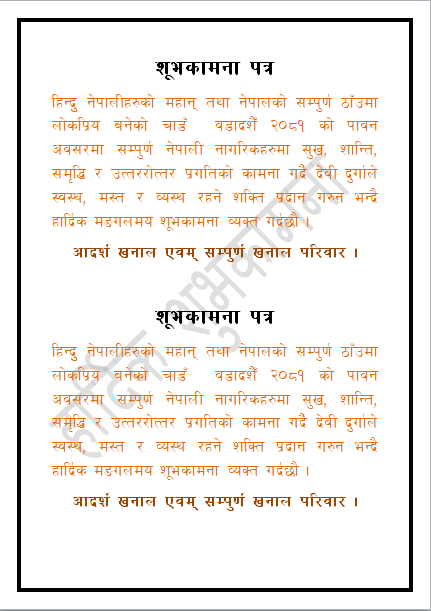 शूभकामना पत्र
हिन्दु नेपालीहरुको महान् तथा नेपालको सम्पुर्ण ठाँउमा
लोकप्रिय बनेको चाडँ वडादशैं २०८१ को पावन
अवसरमा सम्पुर्ण नेपाली नागरिकहरुमा सुख, शान्ति,
समृद्धि र उत्तररोत्तर प्रगतिको कामना गर्दै देवी दुर्गाले
स्वस्थ, मस्त र व्यस्थ रहने शक्ति प्रदान गरुन भन्दै
हार्दिक मडगलमय शूभकामना व्यक्त गर्दछौ ।
आदर्श खनाल एवम् सम्पुर्ण खनाल परिवार ।
शूभकामना पत्र
हिन्दु नेपालीहरुको महान् तथा नेपालको सम्पुर्ण ठाँउमा
लोकप्रिय बनेको चाडँ वडादशैं २०८१ को पावन
अवसरमा सम्पुर्ण नेपाली नागरिकहरुमा सुख, शान्ति,
समृद्धि र उत्तररोत्तर प्रगतिको कामना गर्दै देवी दुर्गाले
स्वस्थ, मस्त र व्यस्थ रहने शक्ति प्रदान गरुन भन्दै
हार्दिक मडगलमय शूभकामना व्यक्त गर्दछौ ।
आदर्श खनाल एवम् सम्पुर्ण खनाल परिवार ।
हार्दिक शुभकामना